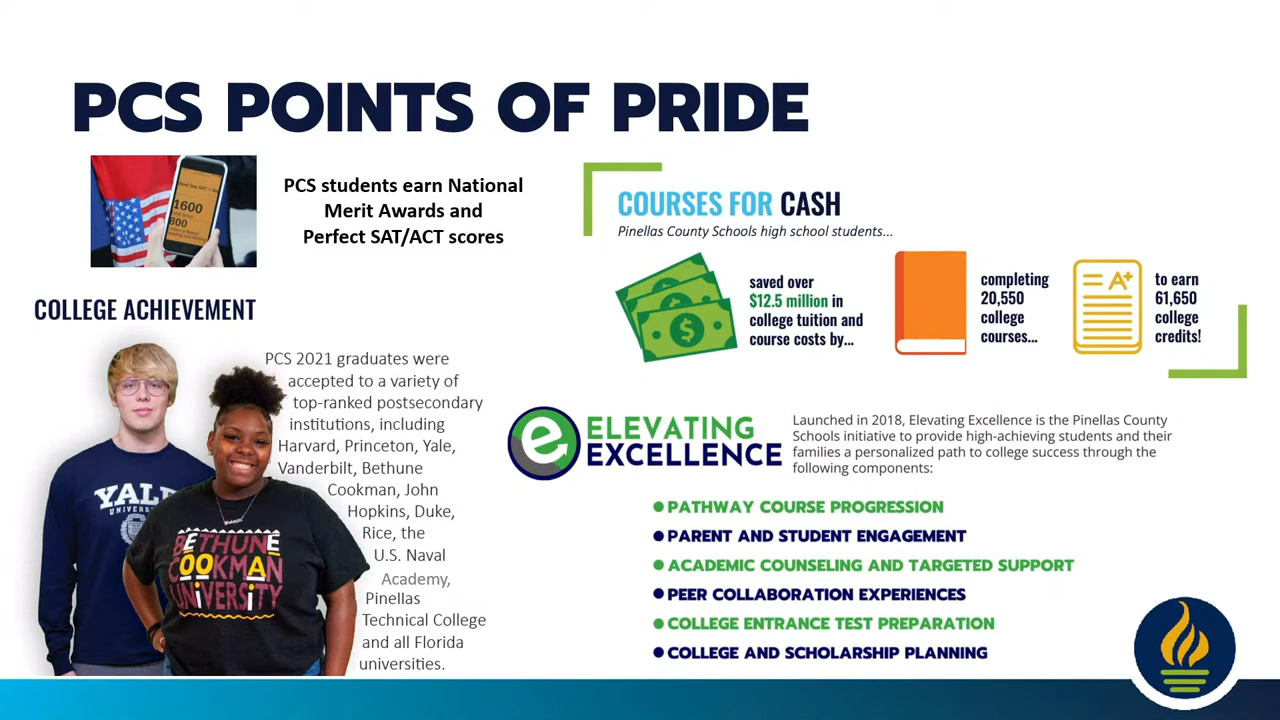 PCS POINTS OF PRIDE
1600
800
PCS students earn National
Merit Awards and
Perfect SAT/ACT scores
COLLEGE ACHIEVEMENT
PCS 2021 graduates were
accepted to a variety of
top-ranked postsecondary
institutions, including
Harvard, Princeton, Yale,
Vanderbilt, Bethune
Cookman, John
Hopkins, Duke,
Rice, the
U.S. Naval
Academy,
Pinellas
Technical College
and all Florida
universities.
YALE
BETHUNE
COOKMAN
UNiVERSiTY
COURSES FOR CASH
Pinellas County Schools high school students...
$
saved over
$12.5 million in
college tuition and
course costs by...
completing
20,550
college
courses...
A+
to earn
61,650
college
credits!
e
ELEVATING
EXCELLENCE
Launched in 2018, Elevating Excellence is the Pinellas County
Schools initiative to provide high-achieving students and their
families a personalized path to college success through the
following components:
● PATHWAY COURSE PROGRESSION
● PARENT AND STUDENT ENGAGEMENT
● ACADEMIC COUNSELING AND TARGETED SUPPORT
● PEER COLLABORATION EXPERIENCES
● COLLEGE ENTRANCE TEST PREPARATION
● COLLEGE AND SCHOLARSHIP PLANNING